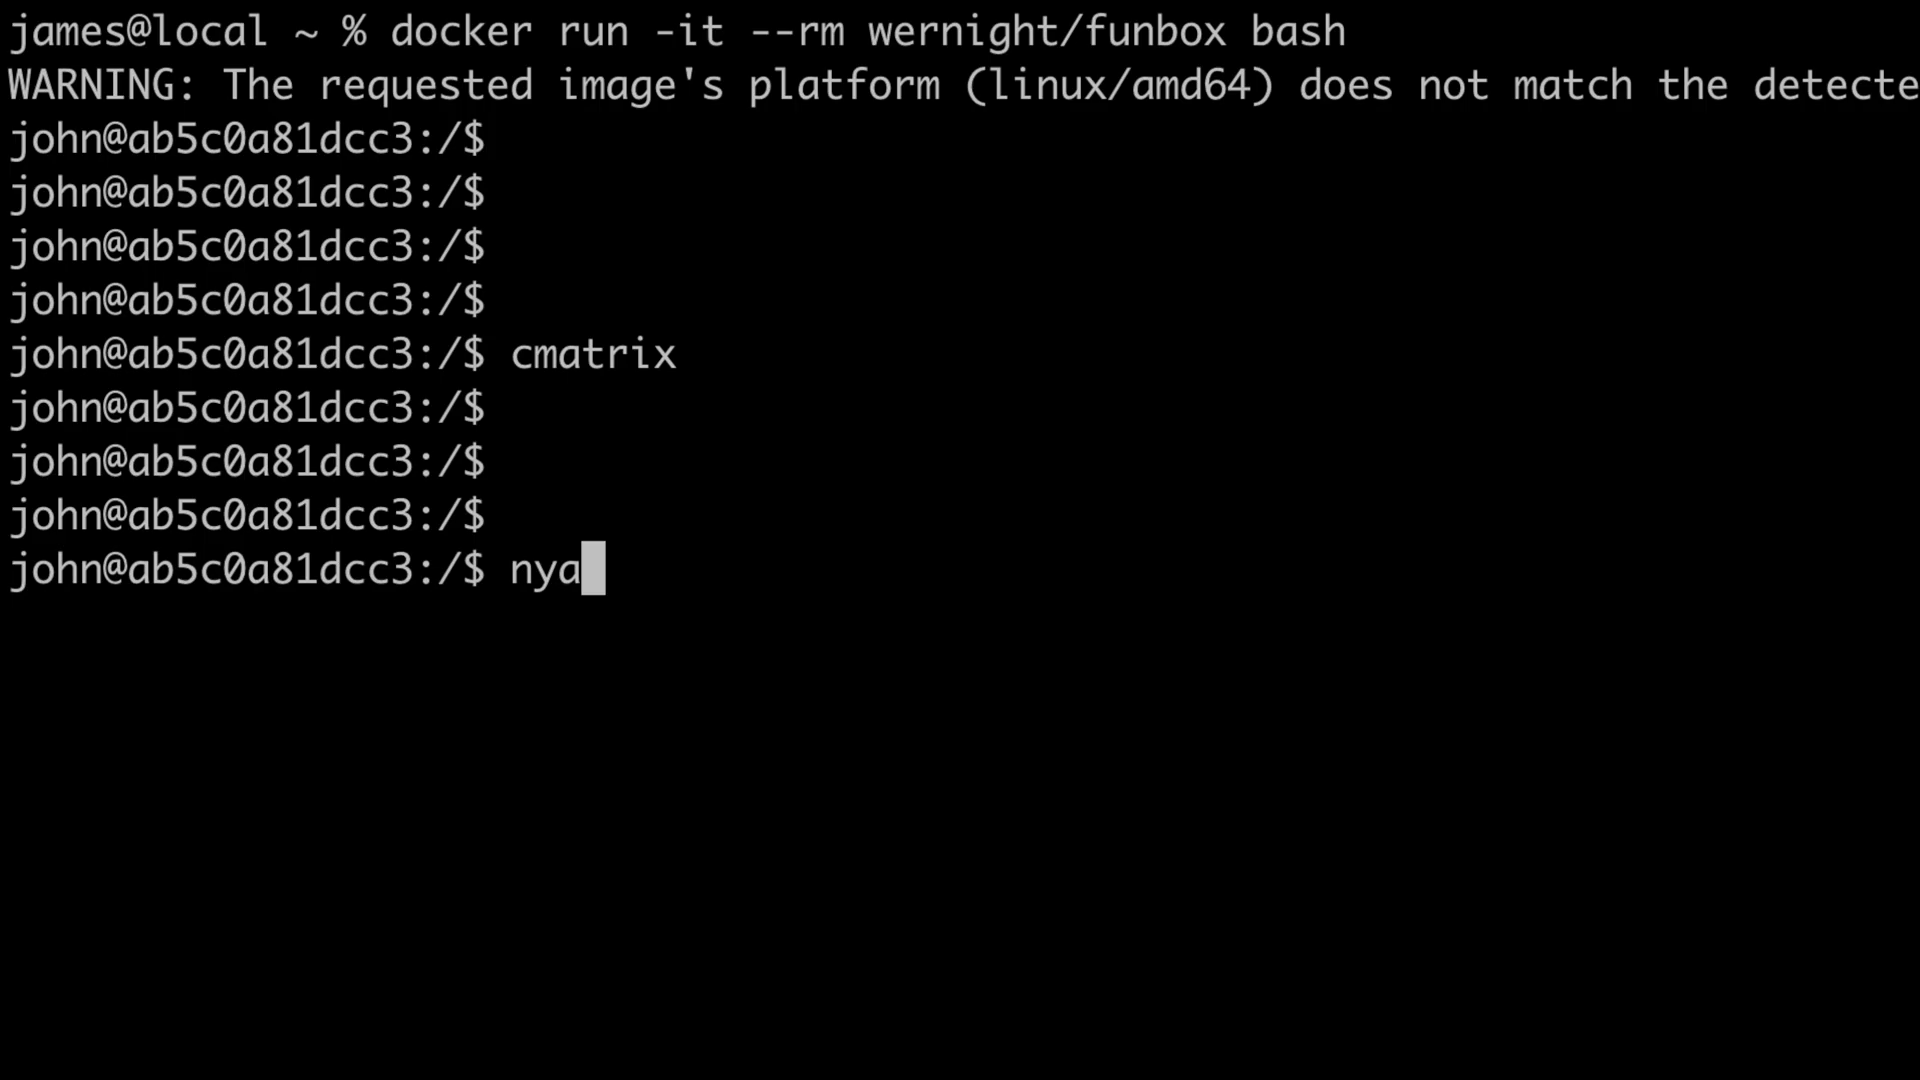 james@local ~ % docker run -it --rm wernight/funbox bash
WARNING: The requested image's platform (linux/amd64) does not match the detecte
john@ab5c0a81dcc3:/$
john@ab5c0a81dcc3:/$
john@ab5c0a81dcc3:/$
john@ab5c0a81dcc3:/$
john@ab5c0a81dcc3:/$ cmatrix
john@ab5c0a81dcc3:/$
john@ab5c0a81dcc3:/$
john@ab5c0a81dcc3:/$
john@ab5c0a81dcc3:/$ nya